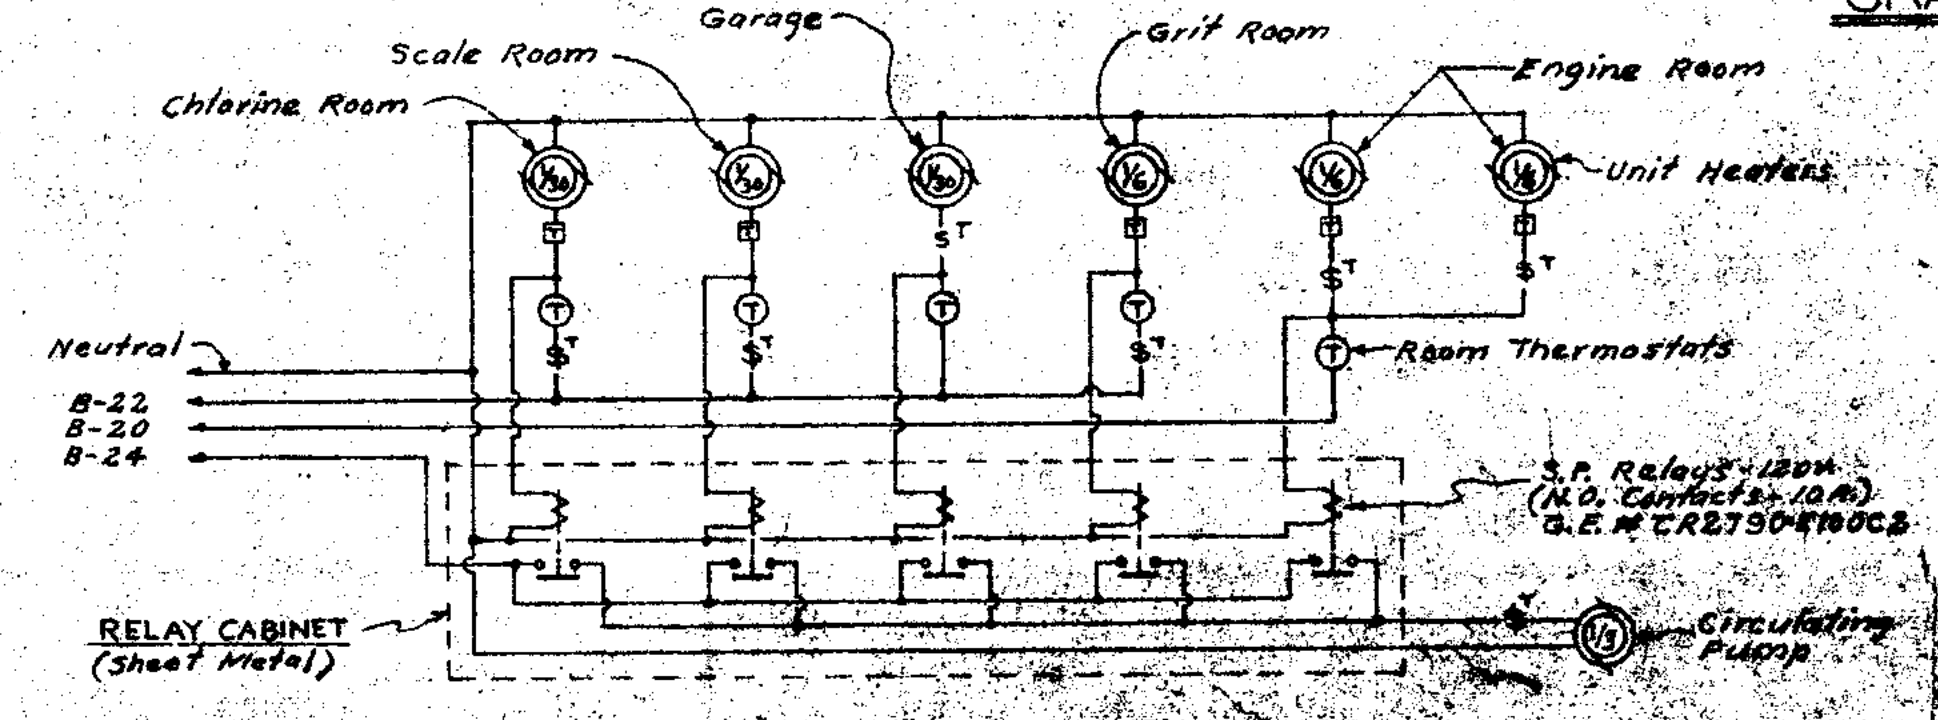 Garage
Grit Room
Scale Room
Engine Room
Chlorine Room
1/30
1/30
1/30
1/6
1/6
1/6
Unit Heaters
T
T
S T
T
T
T
S T
S T
T
T
T
T
S T
S T
S T
T
Room Thermostats
Neutral
B-22
B-20
B-24
S.P. Relays-120v.
(N.O. Contacts-10A.)
G.E.#CR2790-E100C2
RELAY CABINET
(Sheet Metal)
T
Circulating
Pump